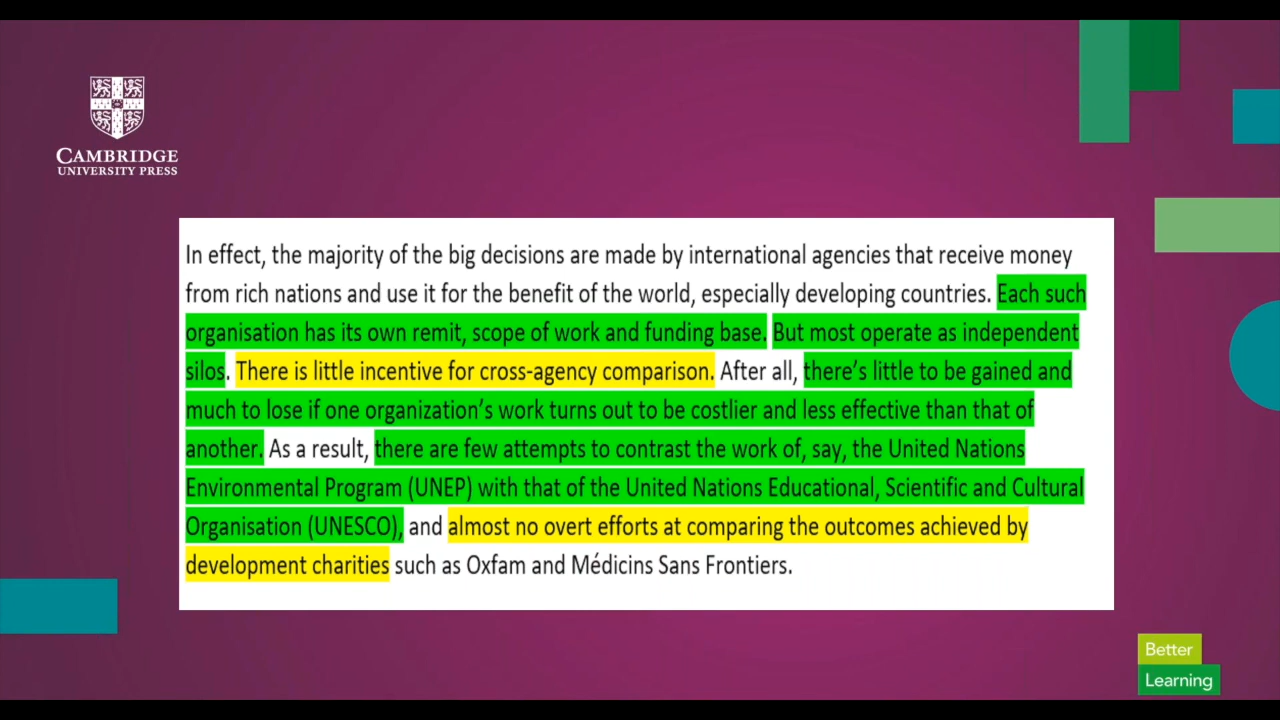 CAMBRIDGE
UNIVERSITY PRESS
In effect, the majority of the big decisions are made by international agencies that receive money
from rich nations and use it for the benefit of the world, especially developing countries. Each such
organisation has its own remit, scope of work and funding base. But most operate as independent
silos. There is little incentive for cross-agency comparison. After all, there's little to be gained and
much to lose if one organization's work turns out to be costlier and less effective than that of
another. As a result, there are few attempts to contrast the work of, say, the United Nations
Environmental Program (UNEP) with that of the United Nations Educational, Scientific and Cultural
Organisation (UNESCO), and almost no overt efforts at comparing the outcomes achieved by
development charities such as Oxfam and Médicins Sans Frontiers.
Better
Learning